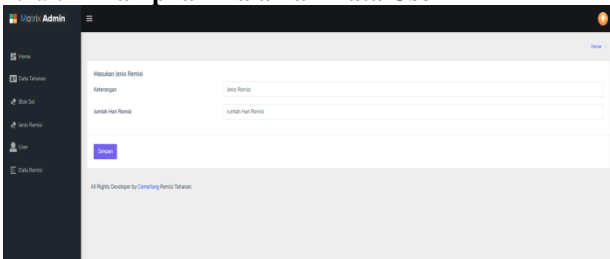 Matrix Admin
Home
Home
Data Tahanan
Blok Sel
Jenis Remisi
User
Data Remisi
Masukan Jenis Remisi
Keterangan
Jenis Remisi
Jumlah Hari Remisi
Jumlah Hari Remisi
Simpan
All Rights Developer by Cemerlang Remisi Tahanan.